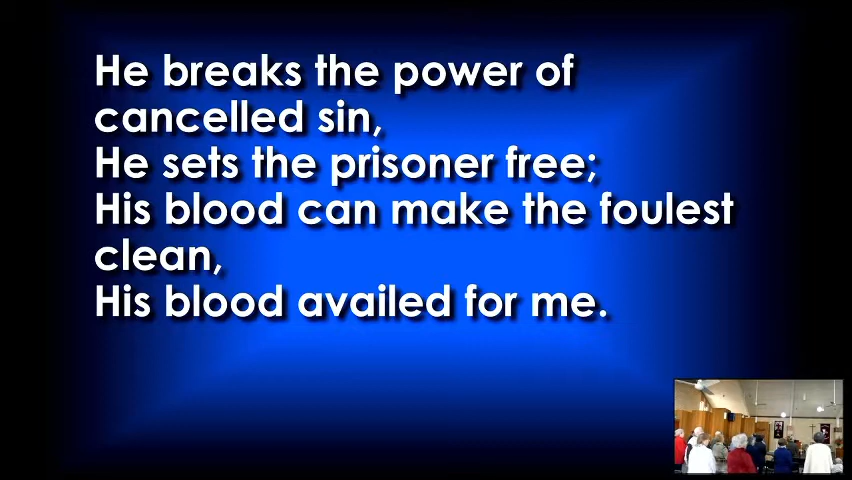 He breaks the power of
cancelled sin,
He sets the prisoner free;
His blood can make the foulest
clean,
His blood availed for me.